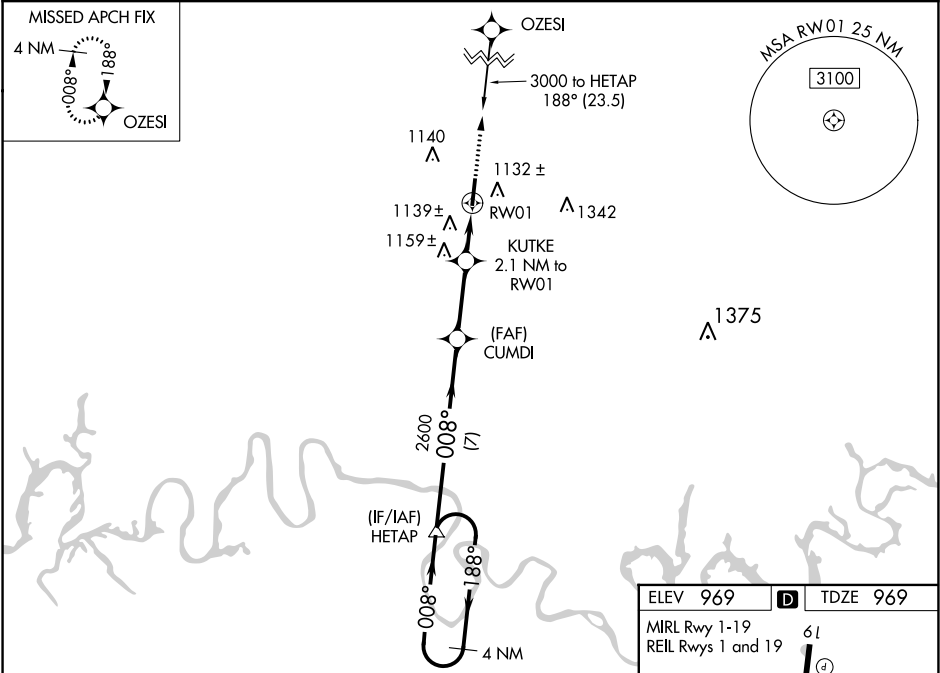 MISSED APCH FIX
4 NM
008°
188°
OZESI
OZESI
3000 to HETAP
188° (23.5)
MSA RW01 25 NM
3100
1140
1132 ±
RW01
1342
1139 ±
1159 ±
KUTKE
2.1 NM to
RW01
1375
(FAF)
CUMDI
2600
008°
(7)
(IF/IAF)
HETAP
008°
188°
4 NM
ELEV 969
D
TDZE 969
MIRL Rwy 1-19
REIL Rwys 1 and 19
19
P